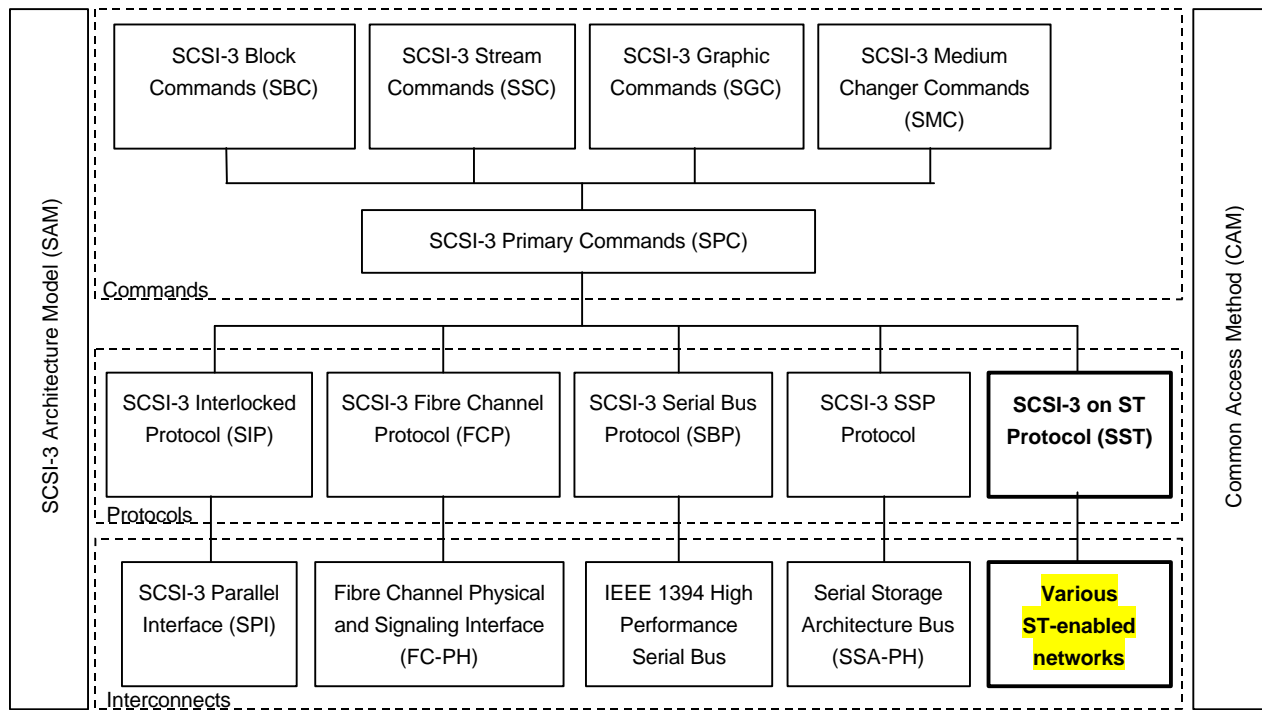 SCSI-3 Architecture Model (SAM)
SCSI-3 Block
Commands (SBC)
SCSI-3 Stream
Commands (SSC)
SCSI-3 Graphic
Commands (SGC)
SCSI-3 Medium
Changer Commands
(SMC)
SCSI-3 Primary Commands (SPC)
Commands
SCSI-3 Interlocked
Protocol (SIP)
SCSI-3 Fibre Channel
Protocol (FCP)
SCSI-3 Serial Bus
Protocol (SBP)
SCSI-3 SSP
Protocol
SCSI-3 on ST
Protocol (SST)
Protocols
SCSI-3 Parallel
Interface (SPI)
Fibre Channel Physical
and Signaling Interface
(FC-PH)
IEEE 1394 High
Performance
Serial Bus
Serial Storage
Architecture Bus
(SSA-PH)
Various
ST-enabled
networks
Interconnects
Common Access Method (CAM)